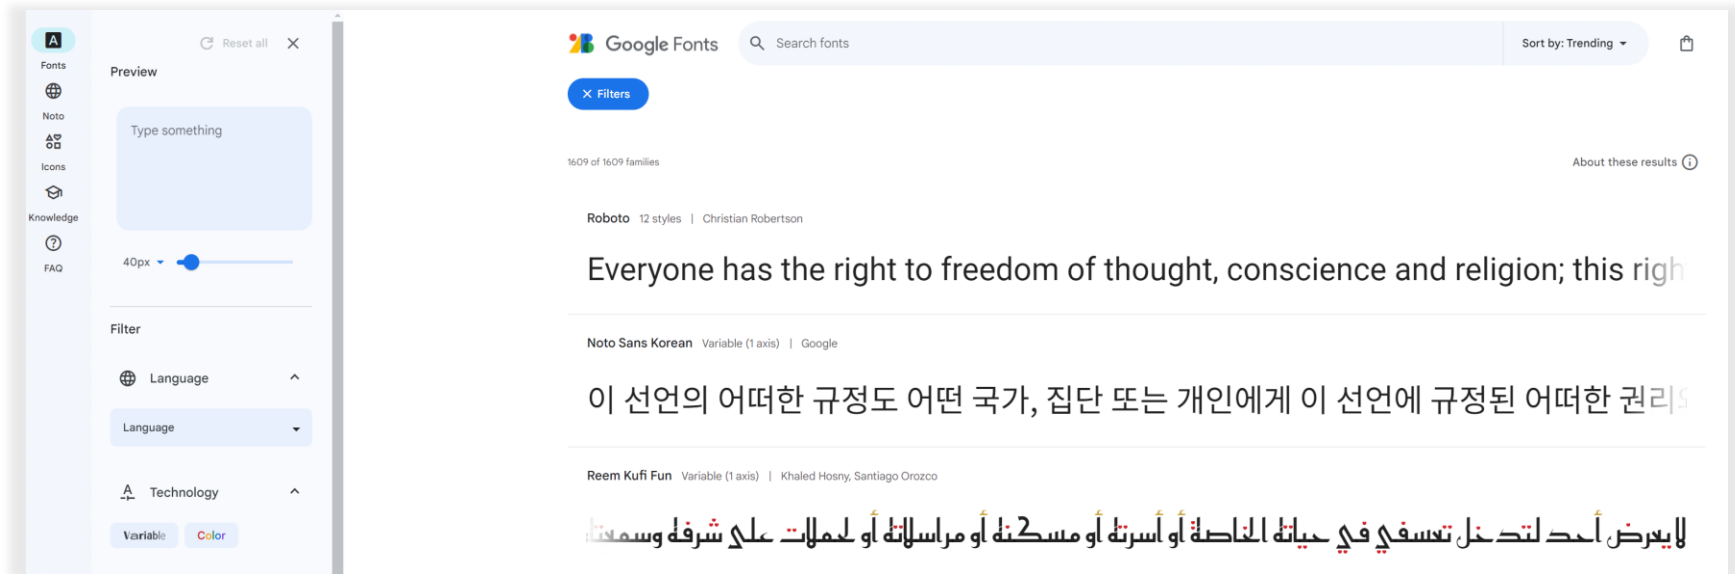 Fonts
Noto
Icons
Knowledge
FAQ
Reset all
Preview
Type something
40px
Filter
Language
Language
Technology
Variable Color
Google Fonts
Search fonts
Sort by: Trending
Filters
1609 of 1609 families
About these results
Roboto 12 styles | Christian Robertson
Everyone has the right to freedom of thought, conscience and religion; this righ
Noto Sans Korean Variable (1 axis) | Google
이 선언의 어떠한 규정도 어떤 국가, 집단 또는 개인에게 이 선언에 규정된 어떠한 권리와
Reem Kufi Fun Variable (1 axis) | Khaled Hosny, Santiago Orozco
لا يعرض أحد لتدخل تعسفي في حياته الخاصة أو أسرته أو مسكنه أو مراسلاته أو لحملات على شرفه وسمعته